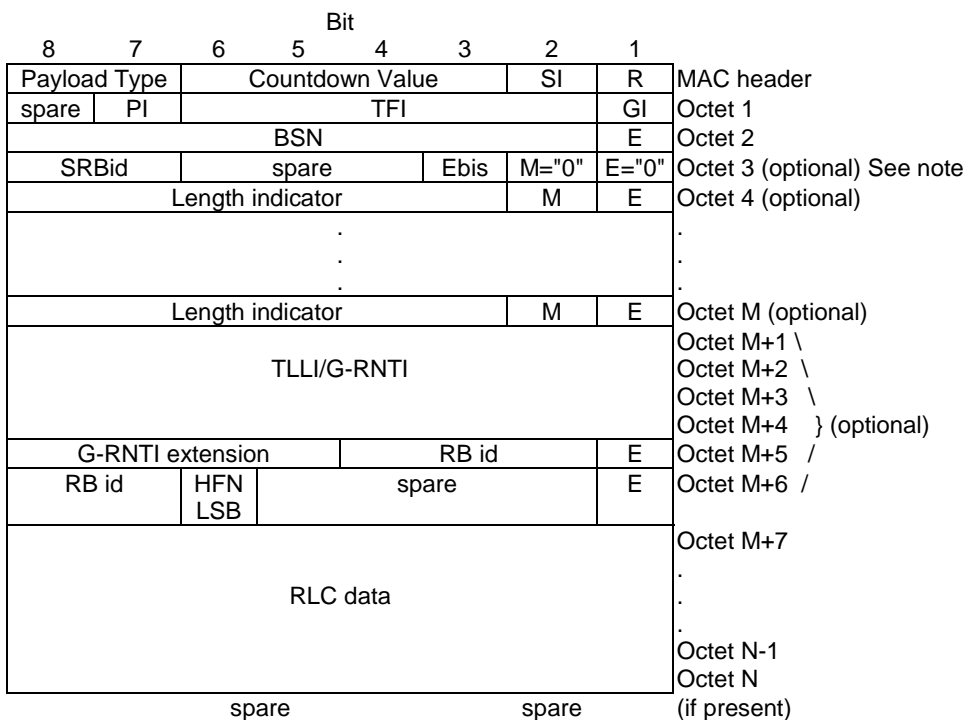 Bit
8 7 6 5 4 3 2 1
Payload Type Countdown Value SI R MAC header
spare PI TFI GI Octet 1
BSN E Octet 2
SRBid spare Ebis M="0" E="0" Octet 3 (optional) See note
Length indicator M E Octet 4 (optional)
. .
. .
. .
Length indicator M E Octet M (optional)
Octet M+1 \
TLLI/G-RNTI Octet M+2 \
Octet M+3 \
Octet M+4 } (optional)
G-RNTI extension RB id E Octet M+5 /
RB id HFN spare E Octet M+6 /
LSB
Octet M+7
.
RLC data .
.
Octet N-1
Octet N
spare spare (if present)